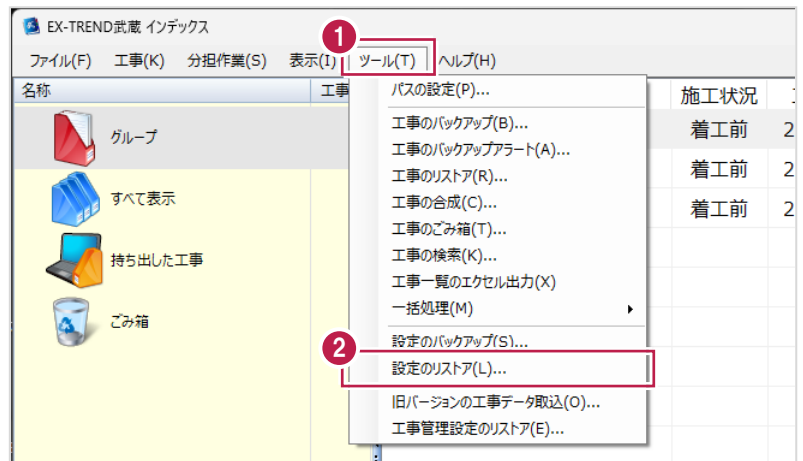 EX-TREND武蔵 インデックス
1
ファイル(F) 工事(K) 分担作業(S) 表示(I) ツール(T) ヘルプ(H)
名称 工事
施工状況
グループ
すべて表示
持ち出した工事
ごみ箱
パスの設定(P)...
工事のバックアップ(B)...
工事のバックアップアラート(A)...
工事のリストア(R)...
工事の合成(C)...
工事のごみ箱(T)...
工事の検索(K)...
工事一覧のエクセル出力(X)
一括処理(M)
設定のバックアップ(S)...
2
設定のリストア(L)...
旧バージョンの工事データ取込(O)...
工事管理設定のリストア(E)...
着工前 2
着工前 2
着工前 2